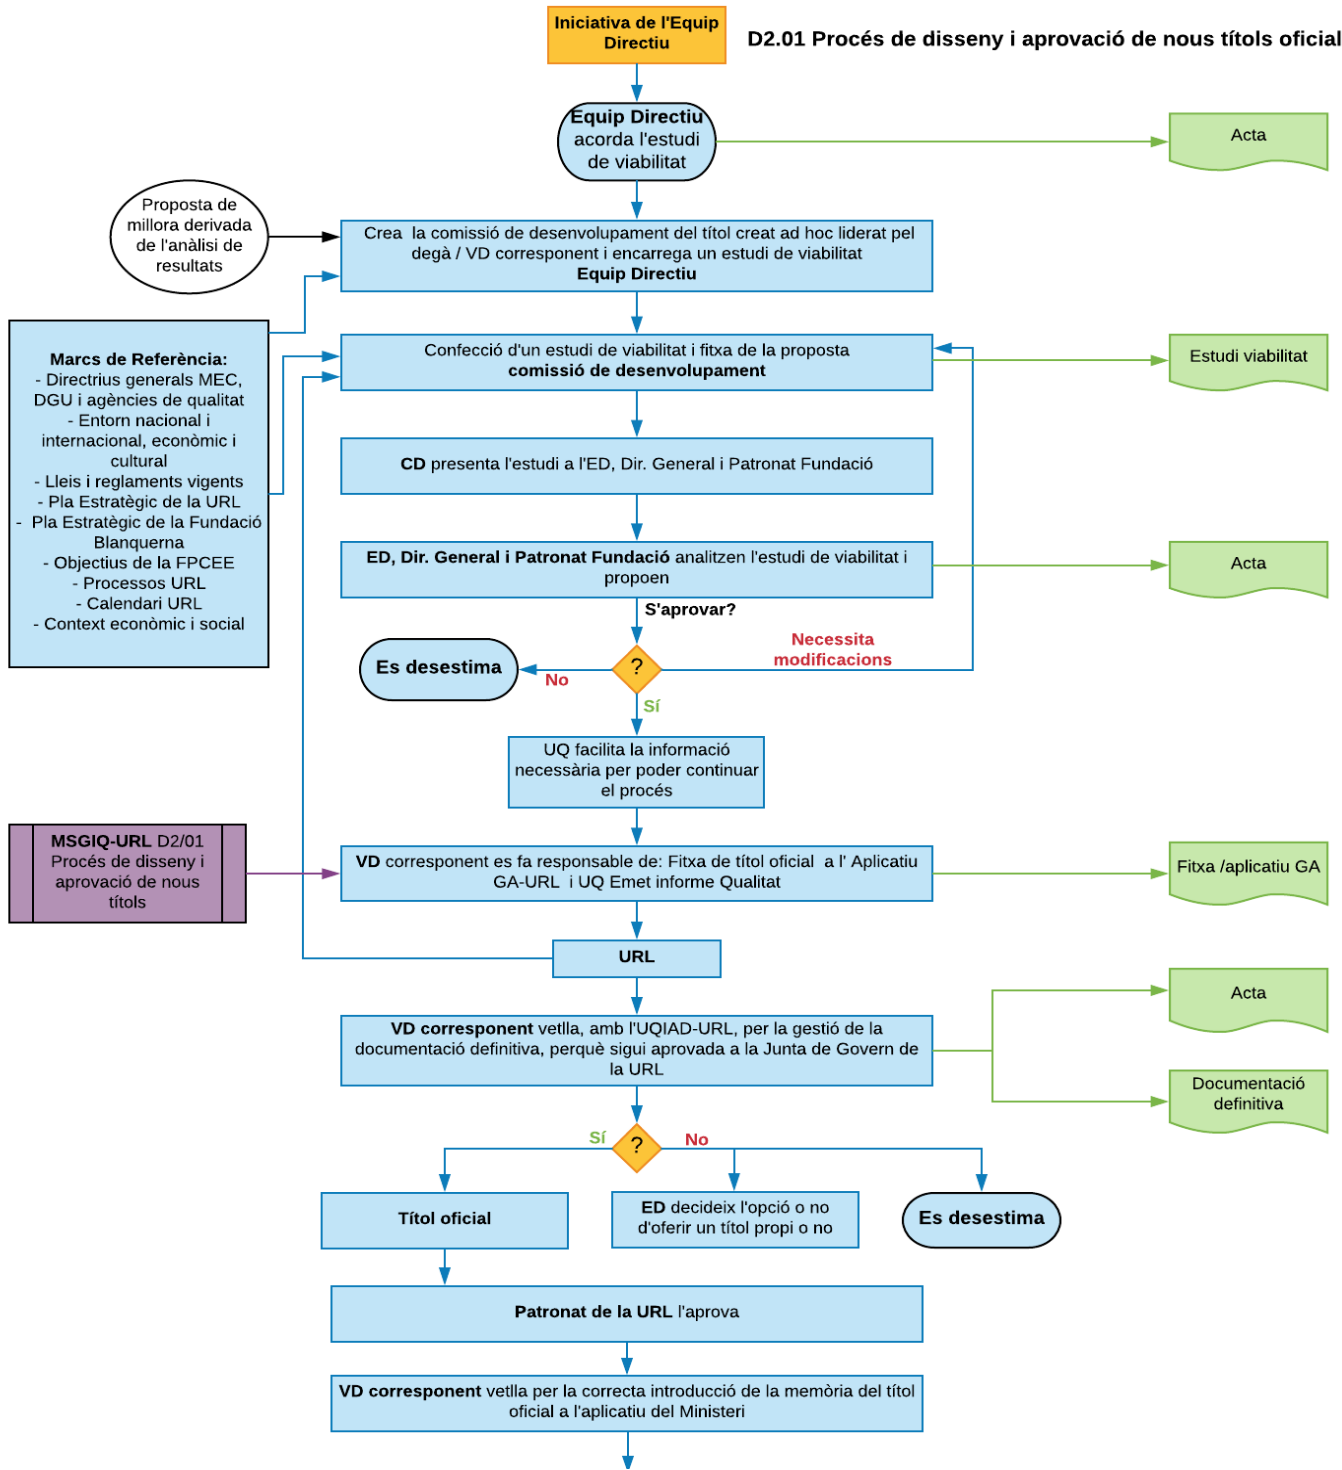 Iniciativa de l'Equip
Directiu
D2.01 Procés de disseny i aprovació de nous títols oficial
Equip Directiu
acorda l'estudi
de viabilitat
Acta
Proposta de
millora derivada
de l'anàlisi de
resultats
Crea la comissió de desenvolupament del títol creat ad hoc liderat pel
degà / VD corresponent i encarrega un estudi de viabilitat
Equip Directiu
Marcs de Referència:
- Directrius generals MEC,
DGU i agències de qualitat
- Entorn nacional i
internacional, econòmic i
cultural
- Lleis i reglaments vigents
- Pla Estratègic de la URL
- Pla Estratègic de la Fundació
Blanquerna
- Objectius de la FPCEE
- Processos URL
- Calendari URL
- Context econòmic i social
Confecció d'un estudi de viabilitat i fitxa de la proposta
comissió de desenvolupament
Estudi viabilitat
CD presenta l'estudi a l'ED, Dir. General i Patronat Fundació
ED, Dir. General i Patronat Fundació analitzen l'estudi de viabilitat i
propoen
Acta
S'aprovar?
Necessita
modificacions
Es desestima
?
No
Sí
UQ facilita la informació
necessària per poder continuar
el procés
MSGIQ-URL D2/01
Procés de disseny i
aprovació de nous
títols
VD corresponent es fa responsable de: Fitxa de títol oficial a l' Aplicatiu
GA-URL i UQ Emet informe Qualitat
Fitxa /aplicatiu GA
URL
Acta
VD corresponent vetlla, amb l'UQIAD-URL, per la gestió de la
documentació definitiva, perquè sigui aprovada a la Junta de Govern de
la URL
Documentació
definitiva
Sí
?
No
Títol oficial
ED decideix l'opció o no
d'oferir un títol propi o no
Es desestima
Patronat de la URL l'aprova
VD corresponent vetlla per la correcta introducció de la memòria del títol
oficial a l'aplicatiu del Ministeri